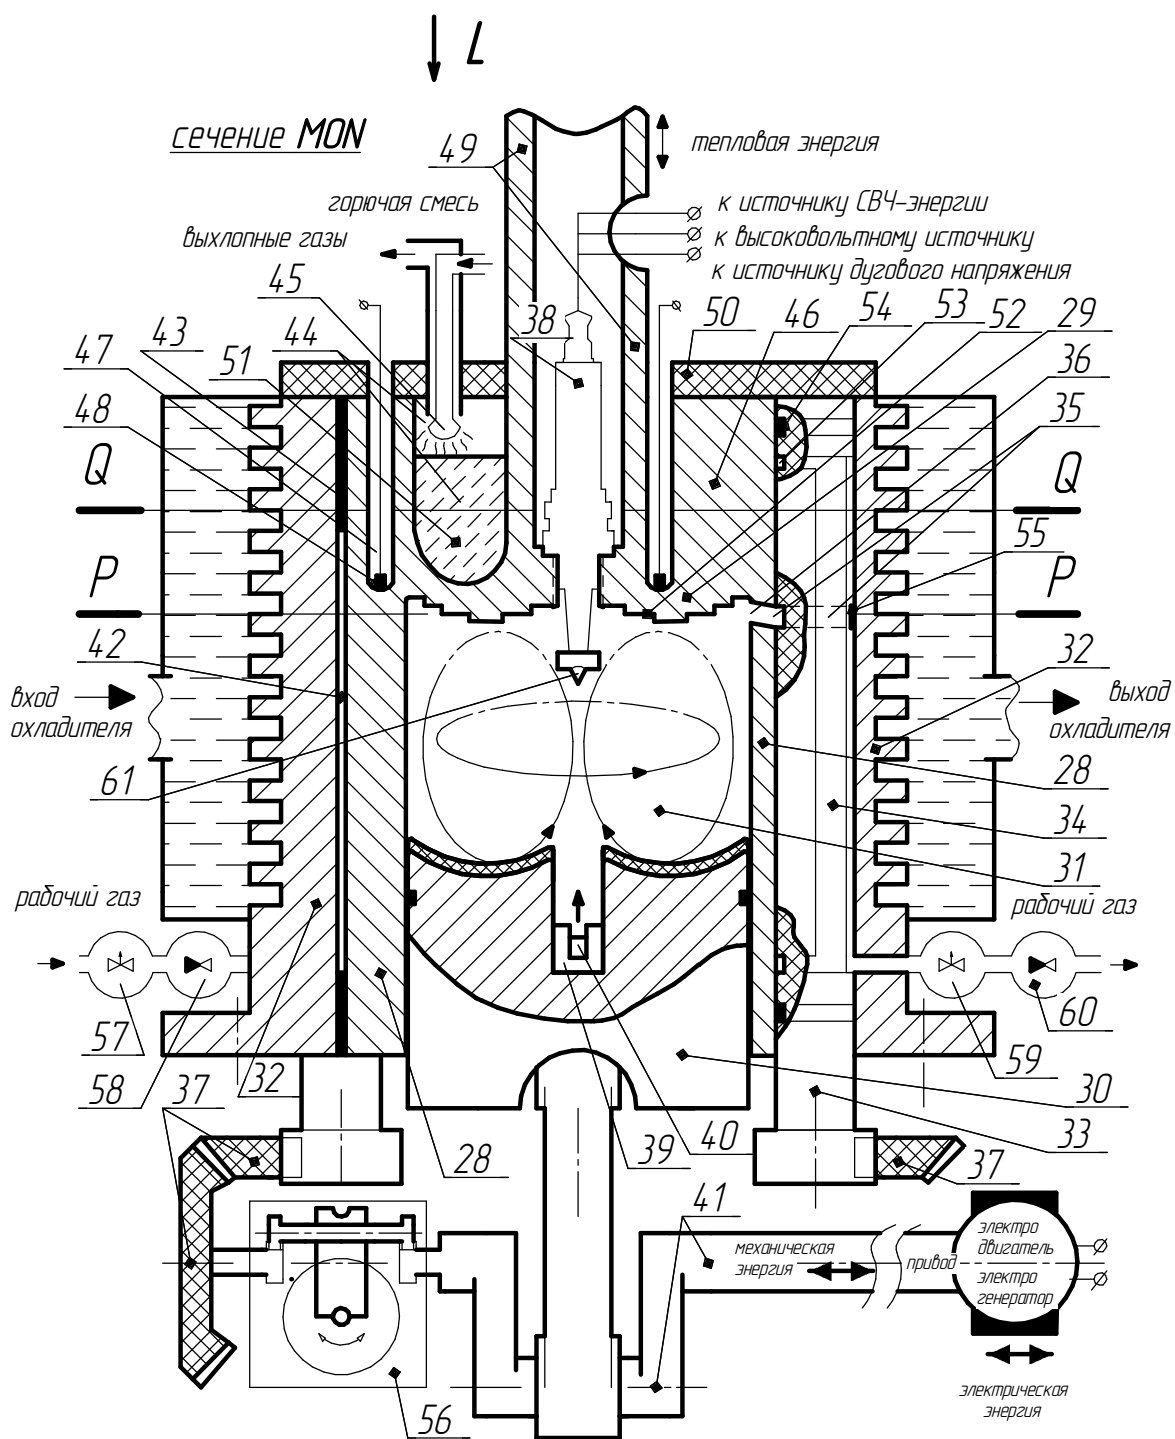 L
сечение MON
49
тепловая энергия
горючая смесь
к источнику СВЧ-энергии
выхлопные газы
к высоковольтному источнику
к источнику дугового напряжения
45
38
50
46
54
53
52
29
43
44
47
51
36
48
35
Q
Q
55
P
P
42
32
вход
охладителя
выход
охладителя
61
28
34
31
рабочий газ
рабочий газ
57
60
58
32
59
37
30
39
40
33
28
37
41
механическая
энергия
привод
электро
двигатель
электро
генератор
56
электрическая
энергия